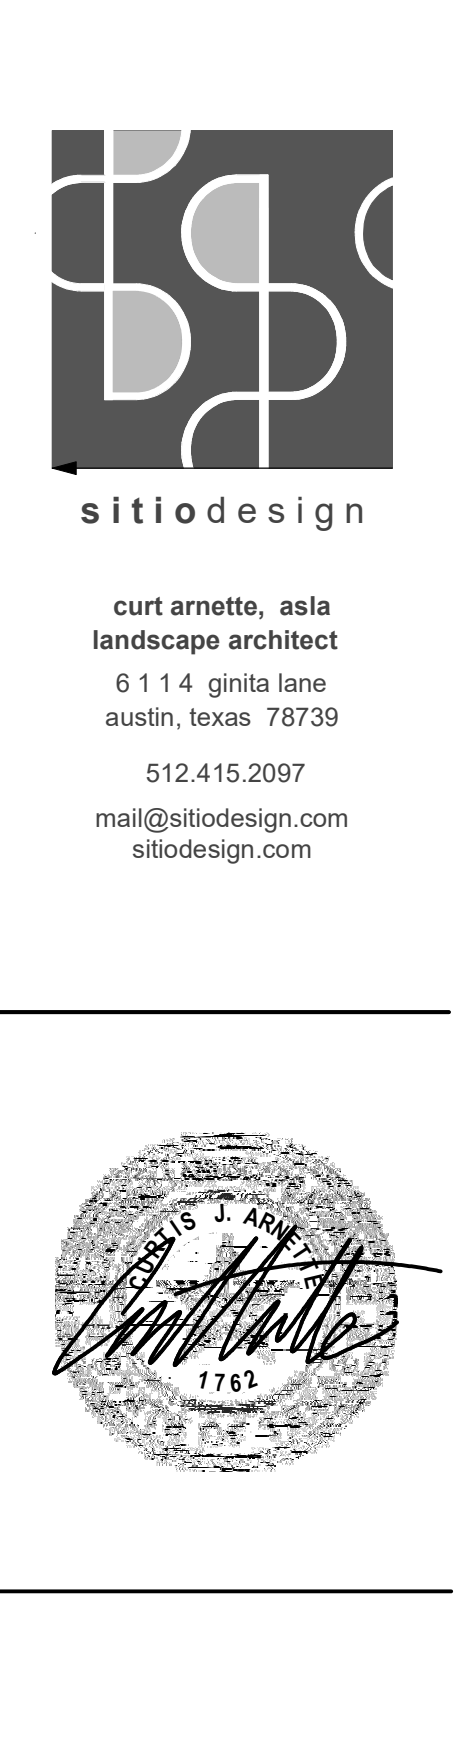 sitiodesign
curt arnette, asla
landscape architect
6114 ginita lane
austin, texas 78739
512.415.2097
mail@sitiodesign.com
sitiodesign.com
CURTIS J. ARNETTE
1762